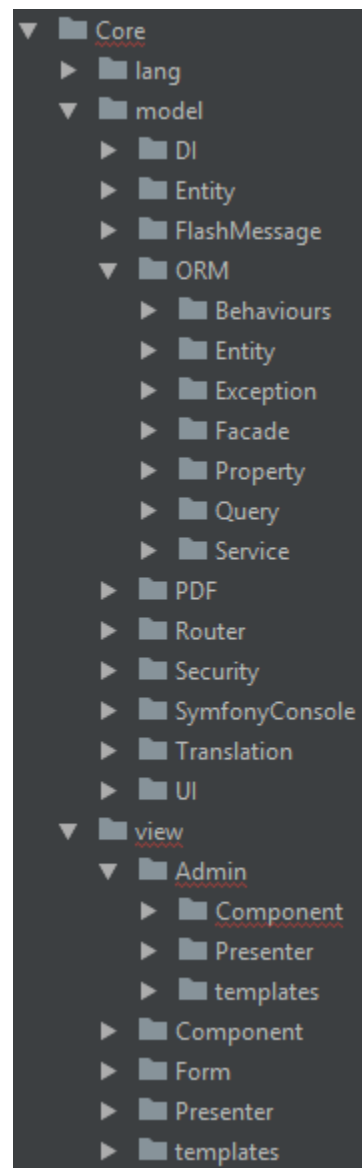 Core
lang
model
DI
Entity
FlashMessage
ORM
Behaviours
Entity
Exception
Facade
Property
Query
Service
PDF
Router
Security
SymfonyConsole
Translation
UI
view
Admin
Component
Presenter
templates
Component
Form
Presenter
templates